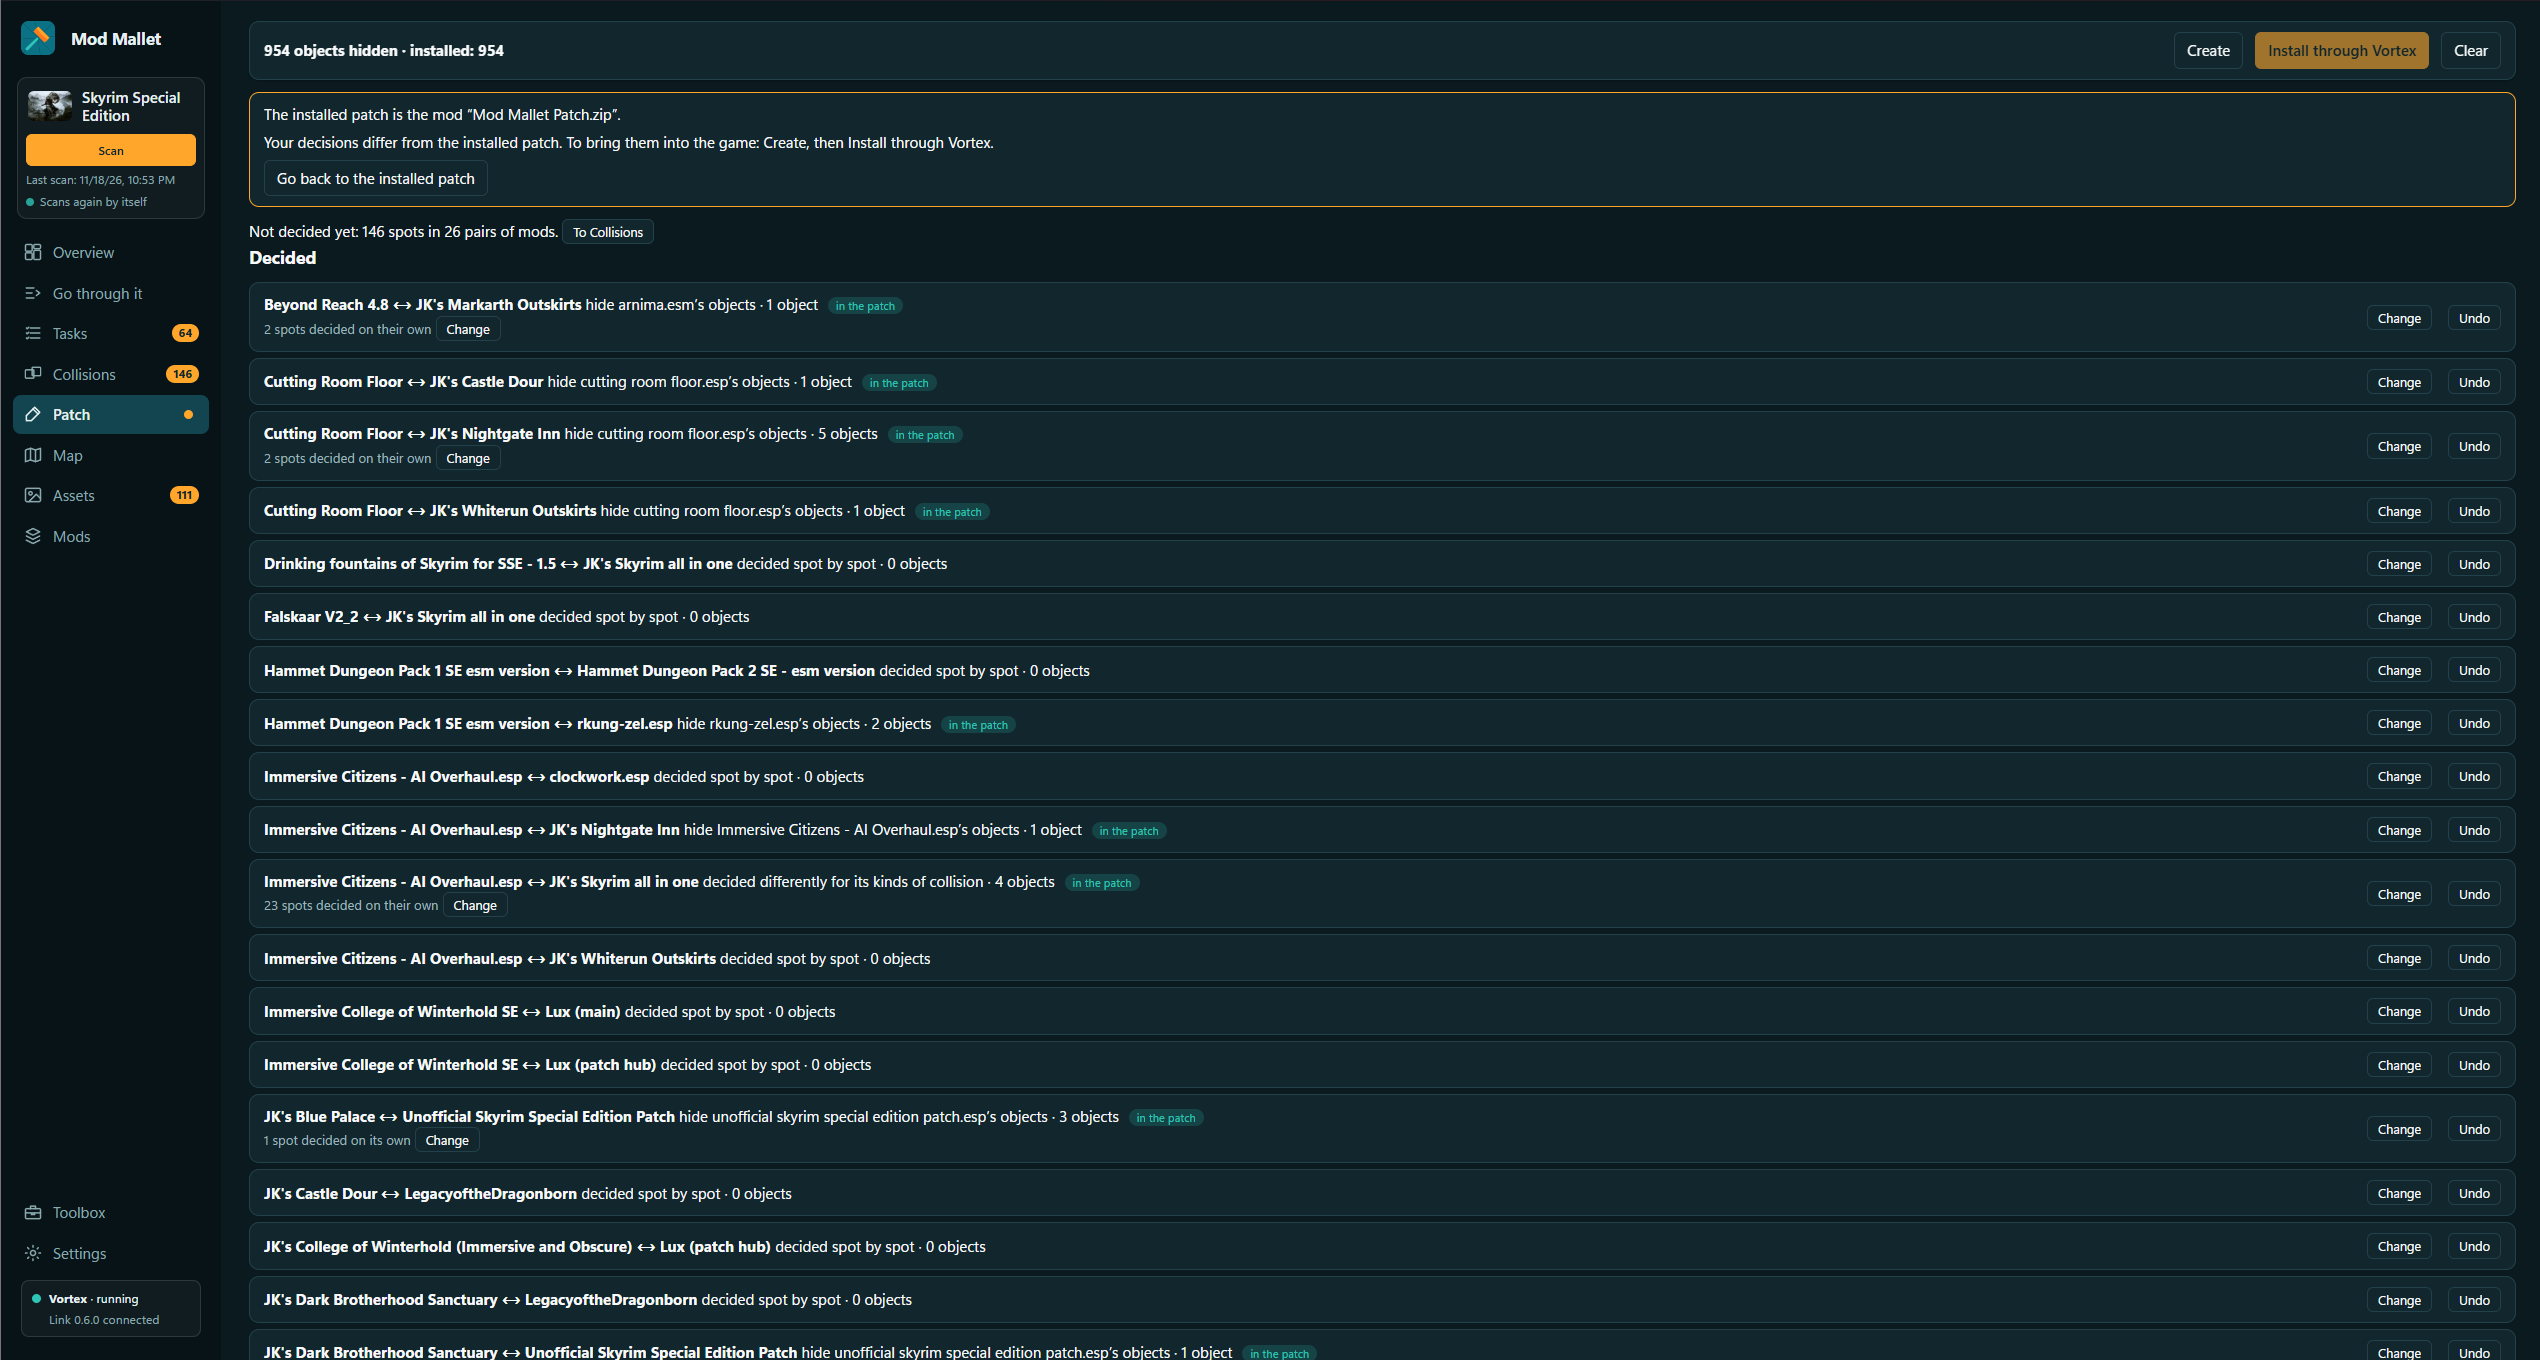 Mod Mallet
Skyrim Special
Edition
Scan
Last scan: 11/18/26, 10:53 PM
Scans again by itself
Overview
Go through it
Tasks 64
Collisions 146
Patch
Map
Assets 111
Mods
Toolbox
Settings
Vortex · running
Link 0.6.0 connected
954 objects hidden · installed: 954
Create Install through Vortex Clear
The installed patch is the mod “Mod Mallet Patch.zip”.
Your decisions differ from the installed patch. To bring them into the game: Create, then Install through Vortex.
Go back to the installed patch
Not decided yet: 146 spots in 26 pairs of mods. To Collisions
Decided
Beyond Reach 4.8 ↔ JK's Markarth Outskirts hide arnima.esm’s objects · 1 object in the patch
2 spots decided on their own Change
Change Undo
Cutting Room Floor ↔ JK's Castle Dour hide cutting room floor.esp’s objects · 1 object in the patch Change Undo
Cutting Room Floor ↔ JK's Nightgate Inn hide cutting room floor.esp’s objects · 5 objects in the patch
2 spots decided on their own Change
Change Undo
Cutting Room Floor ↔ JK's Whiterun Outskirts hide cutting room floor.esp’s objects · 1 object in the patch Change Undo
Drinking fountains of Skyrim for SSE - 1.5 ↔ JK's Skyrim all in one decided spot by spot · 0 objects Change Undo
Falskaar V2_2 ↔ JK's Skyrim all in one decided spot by spot · 0 objects Change Undo
Hammet Dungeon Pack 1 SE esm version ↔ Hammet Dungeon Pack 2 SE - esm version decided spot by spot · 0 objects Change Undo
Hammet Dungeon Pack 1 SE esm version ↔ rkung-zel.esp hide rkung-zel.esp’s objects · 2 objects in the patch Change Undo
Immersive Citizens - AI Overhaul.esp ↔ clockwork.esp decided spot by spot · 0 objects Change Undo
Immersive Citizens - AI Overhaul.esp ↔ JK's Nightgate Inn hide Immersive Citizens - AI Overhaul.esp’s objects · 1 object in the patch Change Undo
Immersive Citizens - AI Overhaul.esp ↔ JK's Skyrim all in one decided differently for its kinds of collision · 4 objects in the patch
23 spots decided on their own Change
Change Undo
Immersive Citizens - AI Overhaul.esp ↔ JK's Whiterun Outskirts decided spot by spot · 0 objects Change Undo
Immersive College of Winterhold SE ↔ Lux (main) decided spot by spot · 0 objects Change Undo
Immersive College of Winterhold SE ↔ Lux (patch hub) decided spot by spot · 0 objects Change Undo
JK's Blue Palace ↔ Unofficial Skyrim Special Edition Patch hide unofficial skyrim special edition patch.esp’s objects · 3 objects in the patch
1 spot decided on its own Change
Change Undo
JK's Castle Dour ↔ LegacyoftheDragonborn decided spot by spot · 0 objects Change Undo
JK's College of Winterhold (Immersive and Obscure) ↔ Lux (patch hub) decided spot by spot · 0 objects Change Undo
JK's Dark Brotherhood Sanctuary ↔ LegacyoftheDragonborn decided spot by spot · 0 objects Change Undo
JK's Dark Brotherhood Sanctuary ↔ Unofficial Skyrim Special Edition Patch hide unofficial skyrim special edition patch.esp’s objects · 1 object in the patch Change Undo